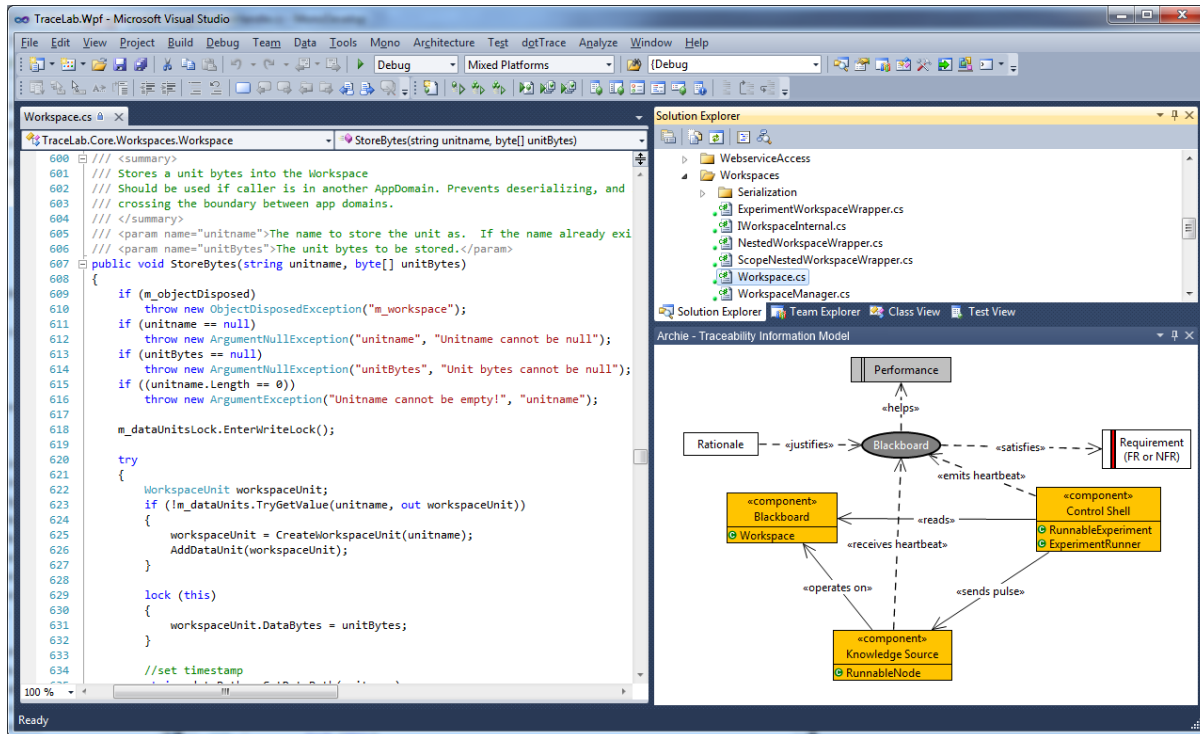 TraceLab.Wpf - Microsoft Visual Studio
File Edit View Project Build Debug Team Data Tools Mono Architecture Test dotTrace Analyze Window Help
Debug Mixed Platforms {Debug
Workspace.cs
TraceLab.Core.Workspaces.Workspace StoreBytes(string unitname, byte[] unitBytes)
600 /// <summary>
601 /// Stores a unit bytes into the Workspace
602 /// Should be used if caller is in another AppDomain. Prevents deserializing, and
603 /// crossing the boundary between app domains.
604 /// </summary>
605 /// <param name="unitname">The name to store the unit as.  If the name already exi
606 /// <param name="unitBytes">The unit bytes to be stored.</param>
607 public void StoreBytes(string unitname, byte[] unitBytes)
608 {
609 if (m_objectDisposed)
610 throw new ObjectDisposedException("m_workspace");
611 if (unitname == null)
612 throw new ArgumentNullException("unitname", "Unitname cannot be null");
613 if (unitBytes == null)
614 throw new ArgumentNullException("unitBytes", "Unit bytes cannot be null");
615 if ((unitname.Length == 0))
616 throw new ArgumentException("Unitname cannot be empty!", "unitname");
617
618 m_dataUnitsLock.EnterWriteLock();
619
620 try
621 {
622 WorkspaceUnit workspaceUnit;
623 if (!m_dataUnits.TryGetValue(unitname, out workspaceUnit))
624 {
625 workspaceUnit = CreateWorkspaceUnit(unitname);
626 AddDataUnit(workspaceUnit);
627 }
628
629 lock (this)
630 {
631 workspaceUnit.DataBytes = unitBytes;
632 }
633
634 //set timestamp
100 %
Ready
Solution Explorer
WebserviceAccess
Workspaces
Serialization
ExperimentWorkspaceWrapper.cs
IWorkspaceInternal.cs
NestedWorkspaceWrapper.cs
ScopeNestedWorkspaceWrapper.cs
Workspace.cs
WorkspaceManager.cs
Solution Explorer Team Explorer Class View Test View
Archie - Traceability Information Model
Performance
«helps»
Rationale
«justifies»
Blackboard
«satisfies»
Requirement
(FR or NFR)
«emits heartbeat»
«component»
Blackboard
Workspace
«reads»
«component»
Control Shell
RunnableExperiment
ExperimentRunner
«receives heartbeat»
«operates on»
«sends pulse»
«component»
Knowledge Source
RunnableNode